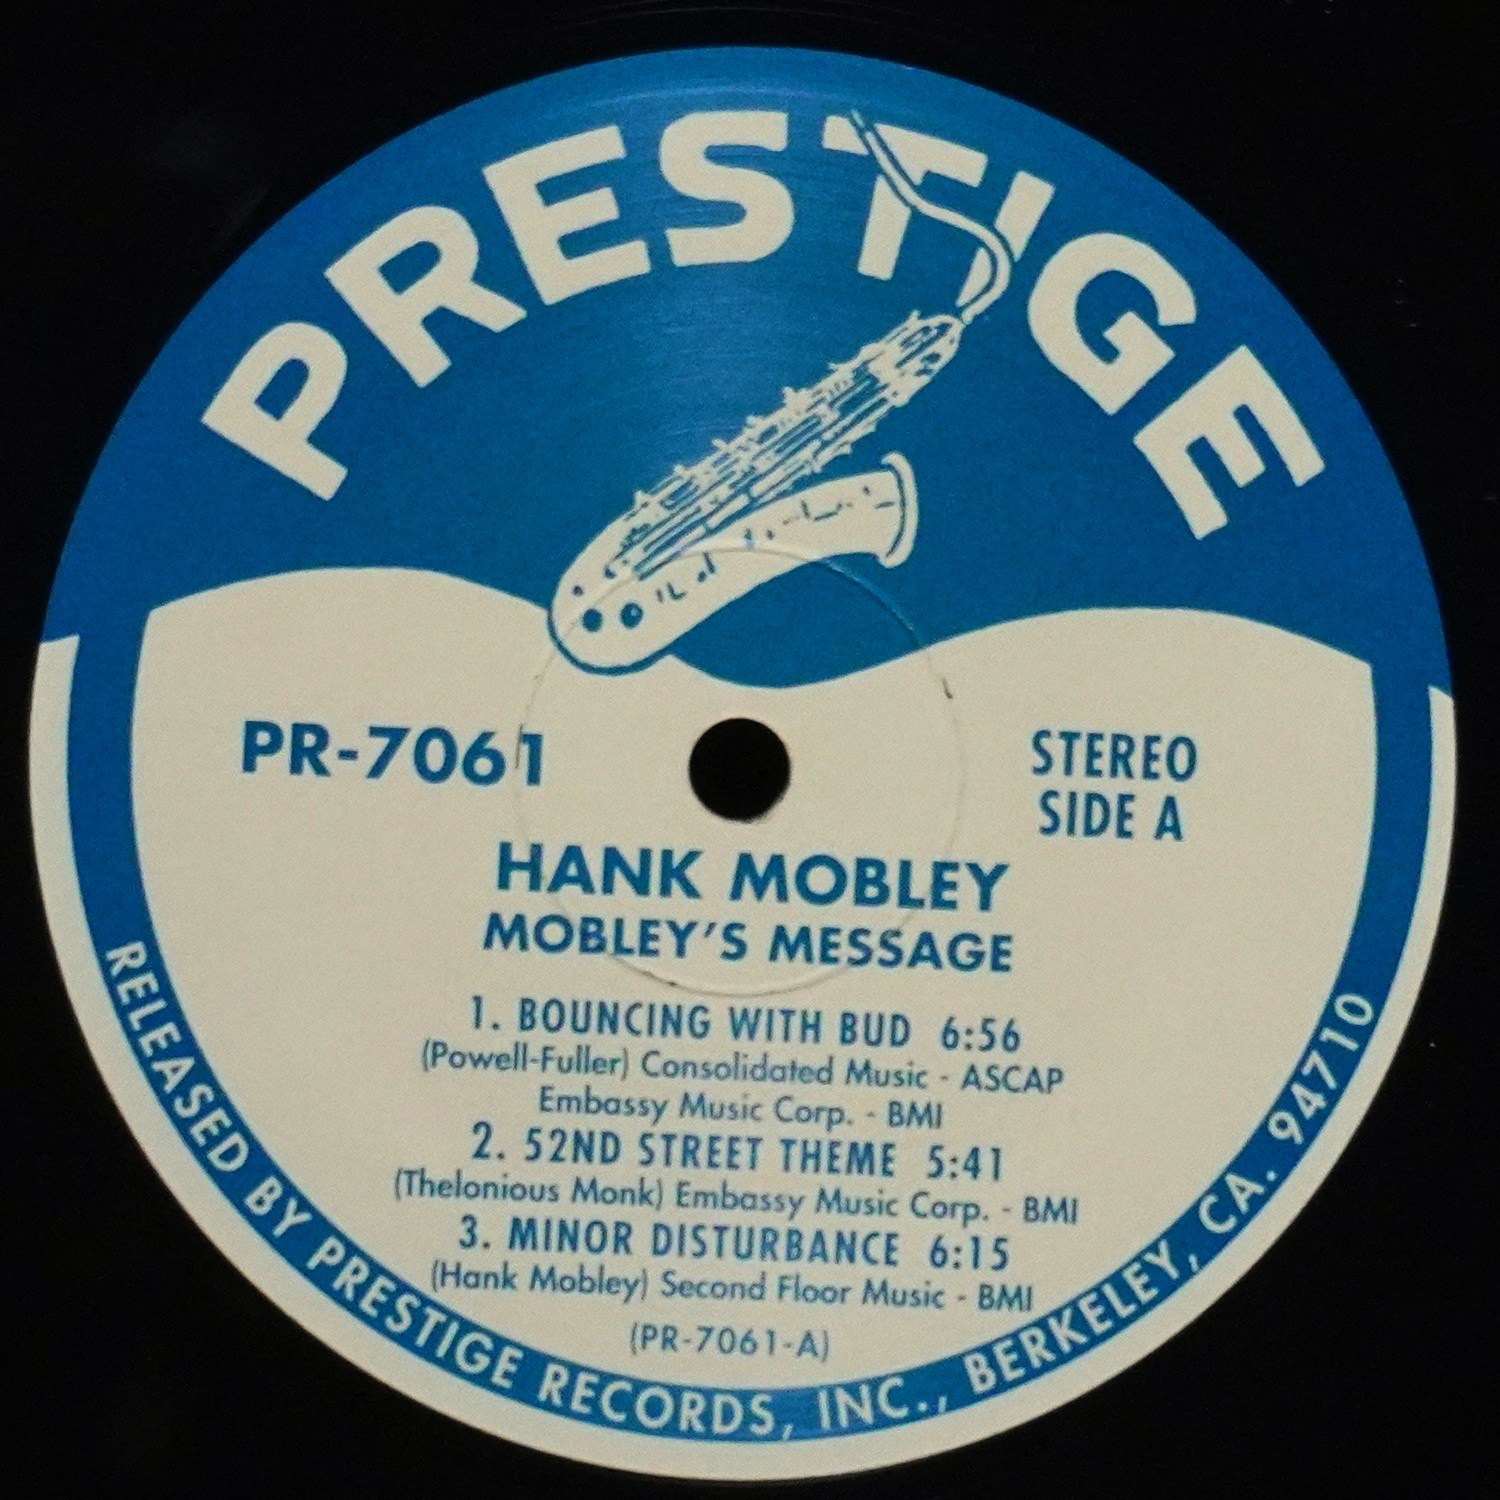 PRESTIGE
PR-7061
STEREO
SIDE A
HANK MOBLEY
MOBLEY'S MESSAGE
1. BOUNCING WITH BUD 6:56
(Powell-Fuller) Consolidated Music - ASCAP
Embassy Music Corp. - BMI
2. 52ND STREET THEME 5:41
(Thelonious Monk) Embassy Music Corp. - BMI
3. MINOR DISTURBANCE 6:15
(Hank Mobley) Second Floor Music - BMI
(PR-7061-A)
RELEASED BY PRESTIGE RECORDS, INC., BERKELEY, CA. 94710